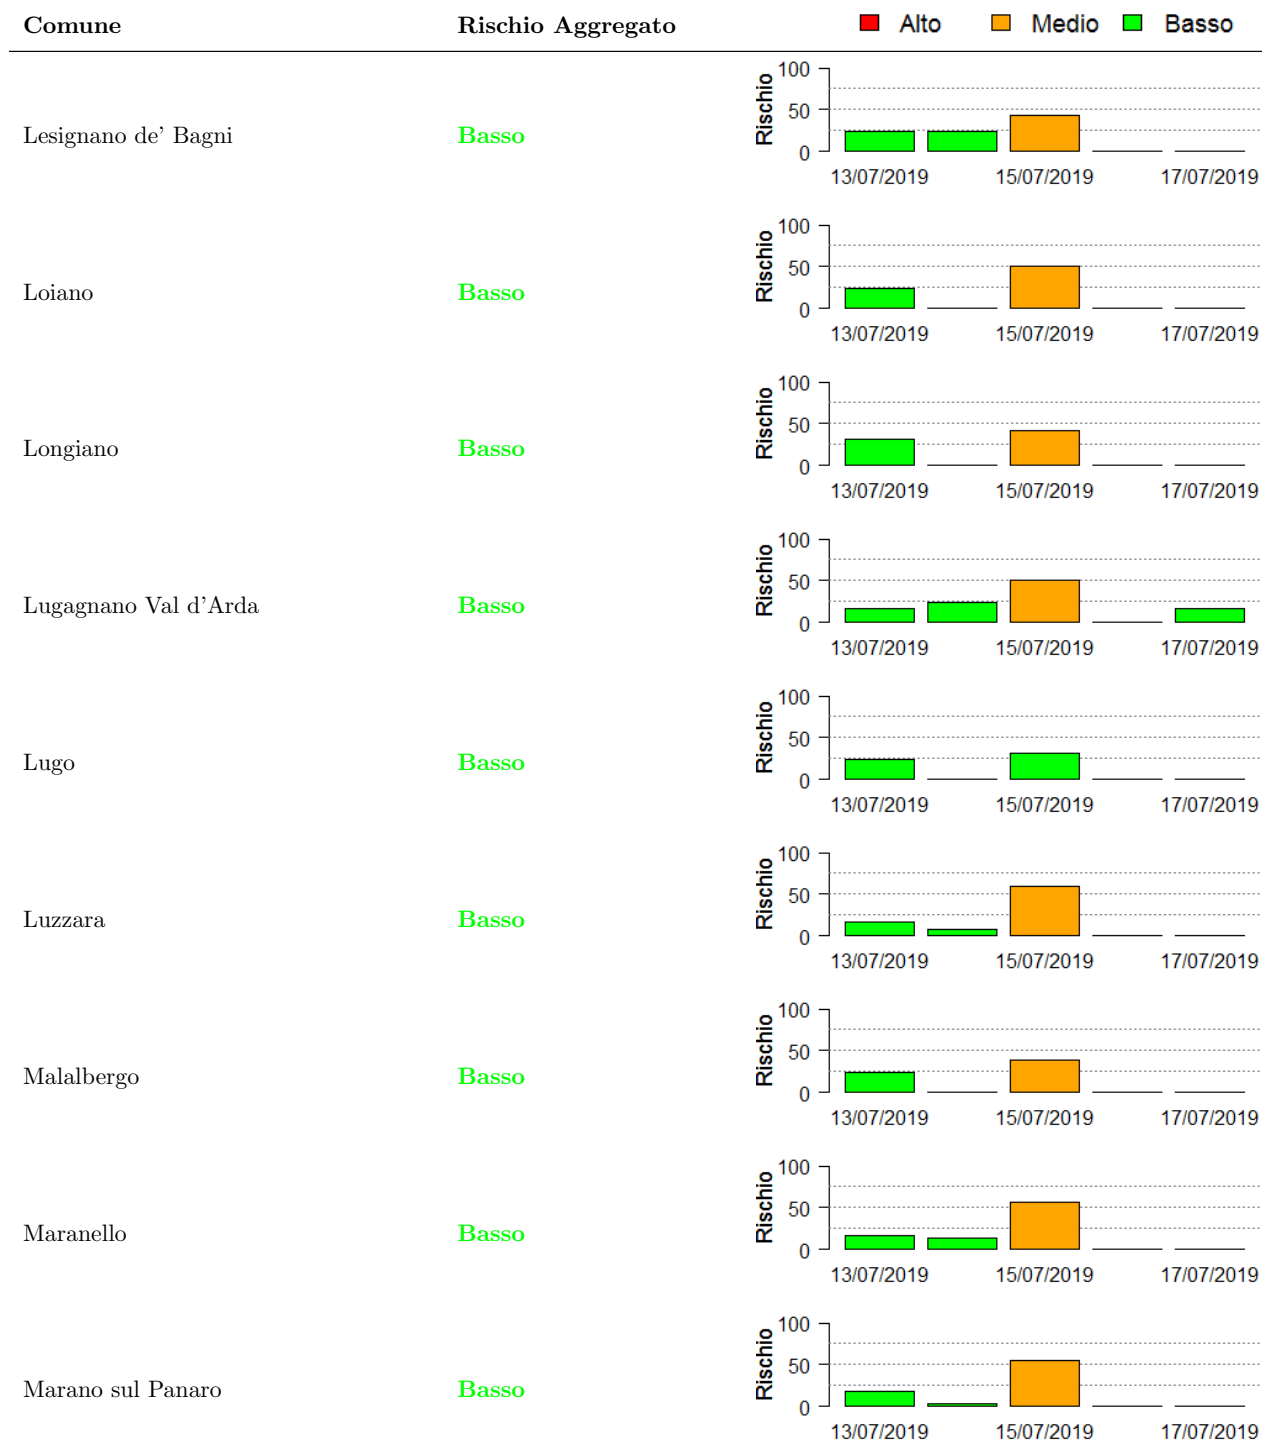 Comune Rischio Aggregato Alto Medio Basso
100
50
0
Rischio
Lesignano de' Bagni Basso
13/07/2019 15/07/2019 17/07/2019
100
50
0
Rischio
Loiano Basso
13/07/2019 15/07/2019 17/07/2019
100
50
0
Rischio
Longiano Basso
13/07/2019 15/07/2019 17/07/2019
100
50
0
Rischio
Lugagnano Val d'Arda Basso
13/07/2019 15/07/2019 17/07/2019
100
50
0
Rischio
Lugo Basso
13/07/2019 15/07/2019 17/07/2019
100
50
0
Rischio
Luzzara Basso
13/07/2019 15/07/2019 17/07/2019
100
50
0
Rischio
Malalbergo Basso
13/07/2019 15/07/2019 17/07/2019
100
50
0
Rischio
Maranello Basso
13/07/2019 15/07/2019 17/07/2019
100
50
0
Rischio
Marano sul Panaro Basso
13/07/2019 15/07/2019 17/07/2019